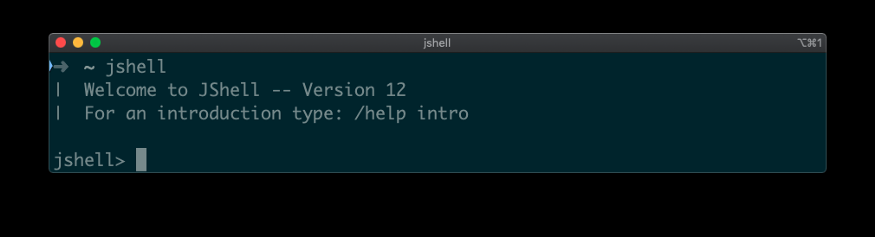 jshell ⌥⌘1
➜ ~ jshell
| Welcome to JShell -- Version 12
| For an introduction type: /help intro
jshell>